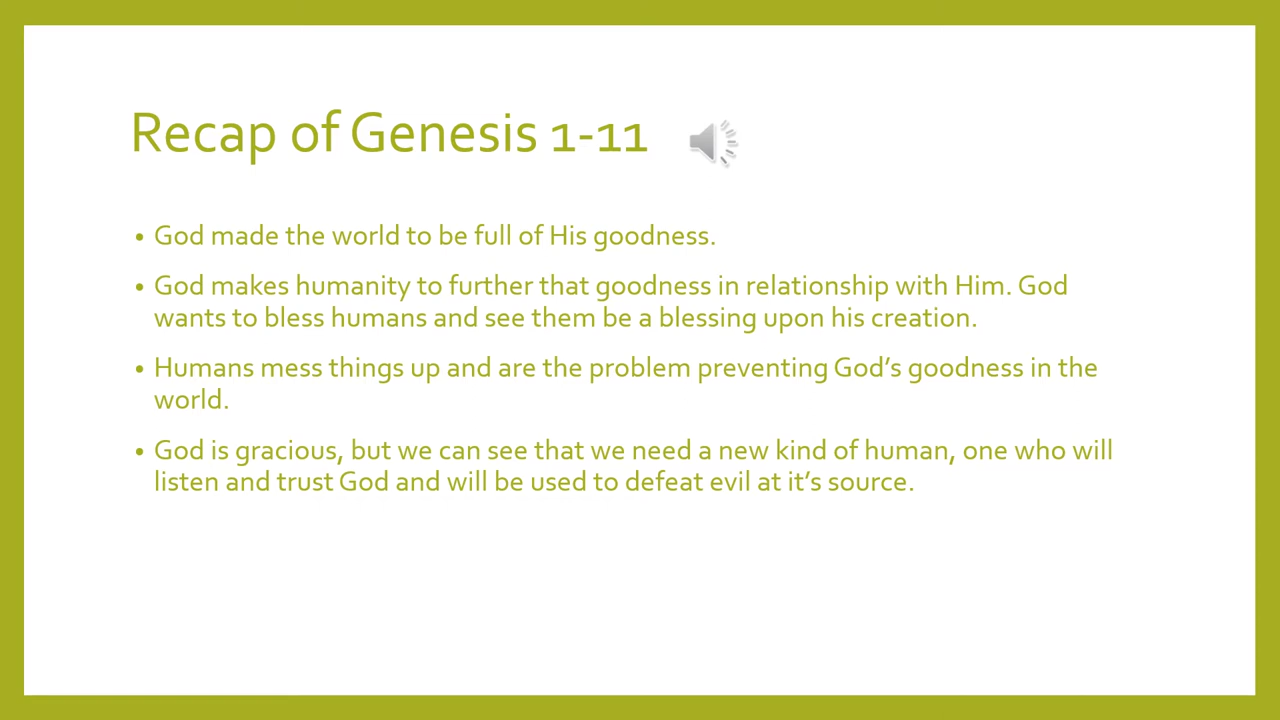 Recap of Genesis 1-11
• God made the world to be full of His goodness.
• God makes humanity to further that goodness in relationship with Him. God
wants to bless humans and see them be a blessing upon his creation.
• Humans mess things up and are the problem preventing God’s goodness in the
world.
• God is gracious, but we can see that we need a new kind of human, one who will
listen and trust God and will be used to defeat evil at it’s source.